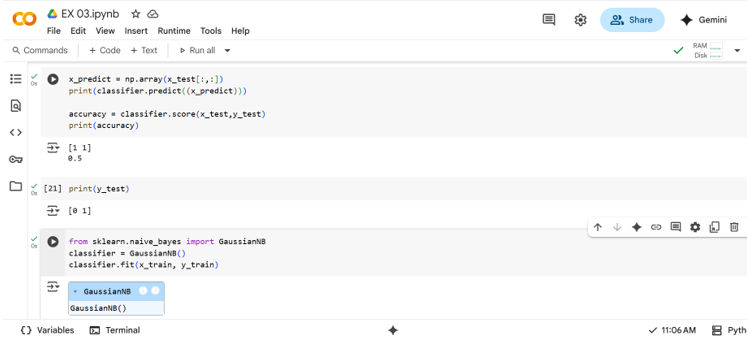 EX 03.ipynb
File Edit View Insert Runtime Tools Help
Share
Gemini
Commands + Code + Text Run all
RAM
Disk
0s
x_predict = np.array(x_test[:,:])
print(classifier.predict((x_predict)))
accuracy = classifier.score(x_test,y_test)
print(accuracy)
[1 1]
0.5
0s
[21] print(y_test)
[0 1]
0s
from sklearn.naive_bayes import GaussianNB
classifier = GaussianNB()
classifier.fit(x_train, y_train)
GaussianNB
GaussianNB()
{} Variables Terminal
11:06 AM
Pyth